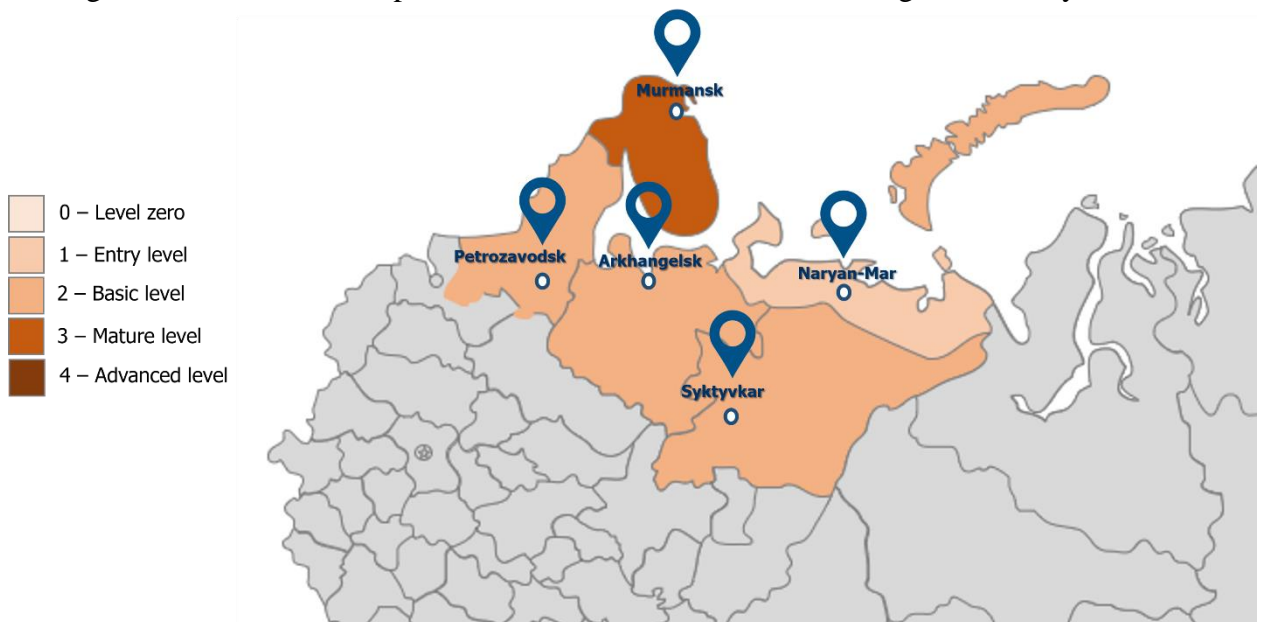 Murmansk
0 – Level zero
1 – Entry level
Petrozavodsk
Arkhangelsk
Naryan-Mar
2 – Basic level
3 – Mature level
4 – Advanced level
Syktyvkar